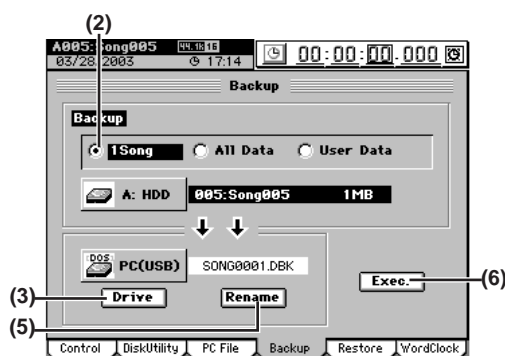 (2)
A005:Song005 44.1K 16 00:00:00.000
03/28/2003 17:14
Backup
Backup
1Song All Data User Data
A: HDD 005:Song005 1MB
DOS PC(USB) SONG0001.DBK
Exec. (6)
(3) Drive Rename
(5)
Control DiskUtility PC File Backup Restore WordClock